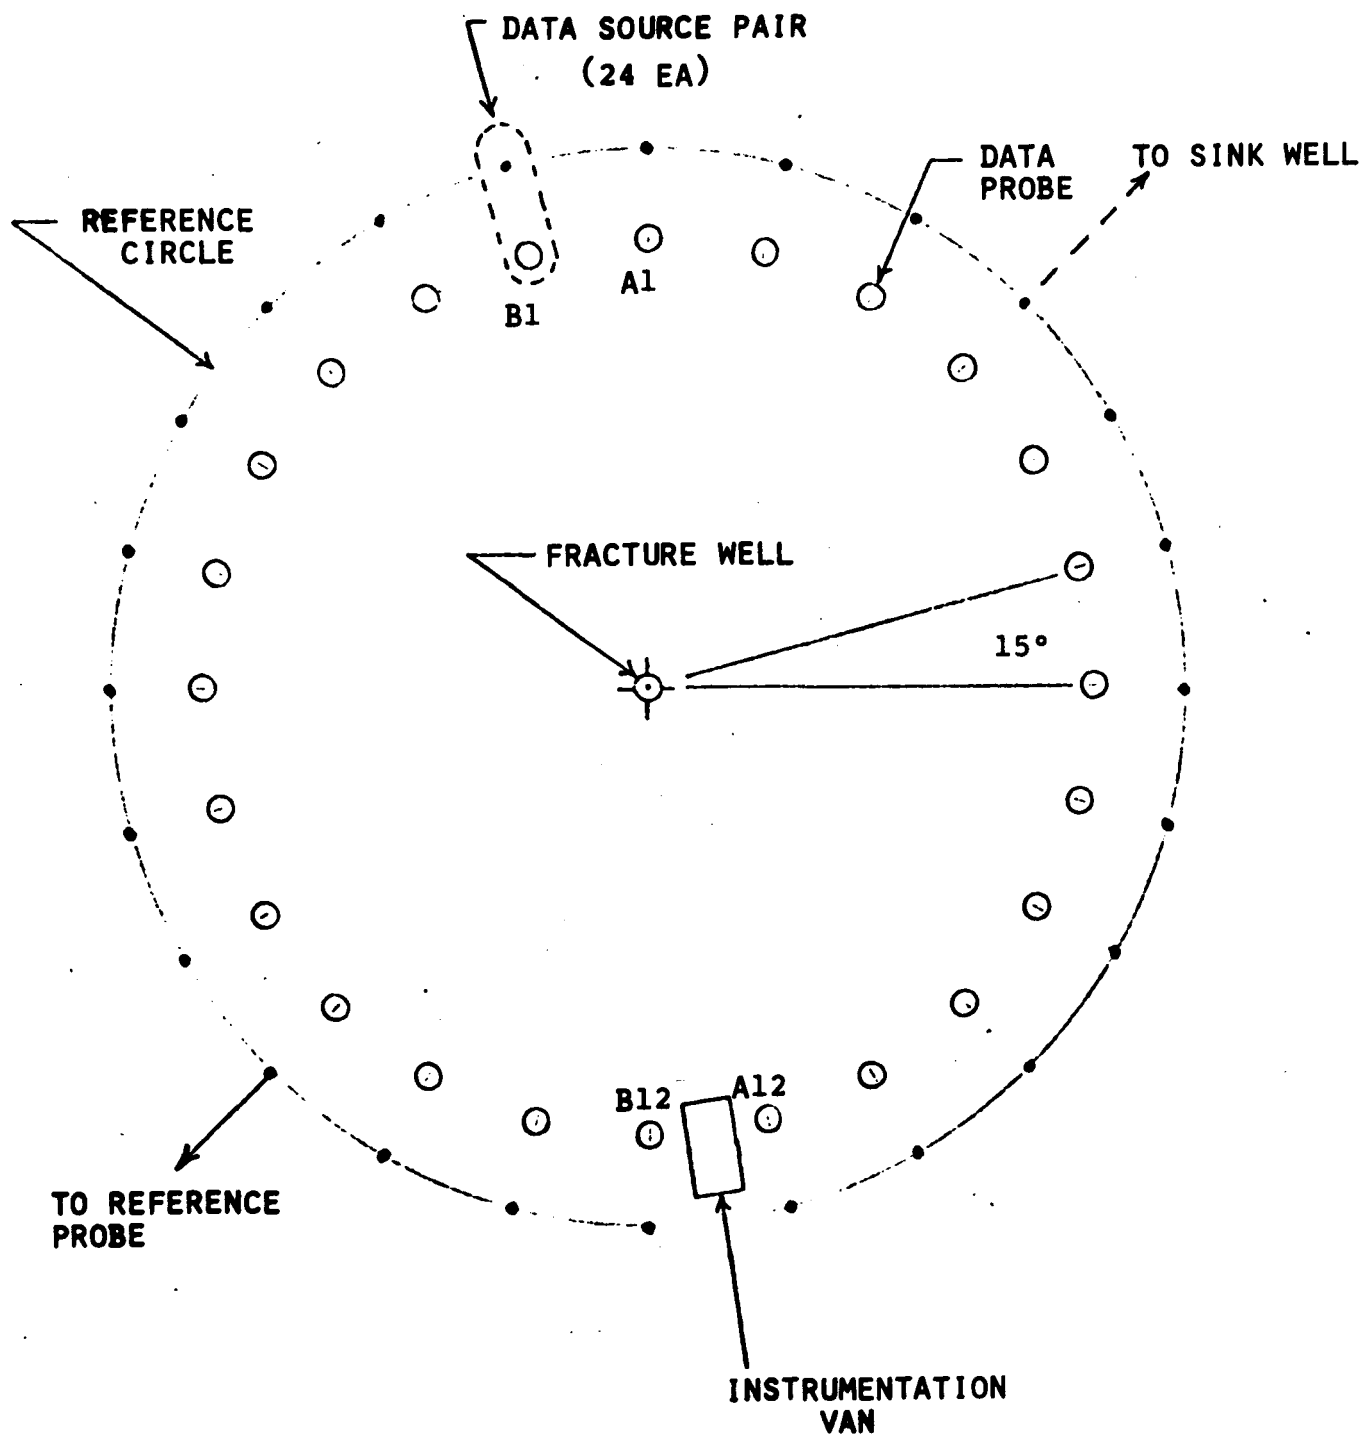 DATA SOURCE PAIR
(24 EA)
DATA
PROBE
TO SINK WELL
REFERENCE
CIRCLE
A1
B1
FRACTURE WELL
15°
B12
A12
TO REFERENCE
PROBE
INSTRUMENTATION
VAN